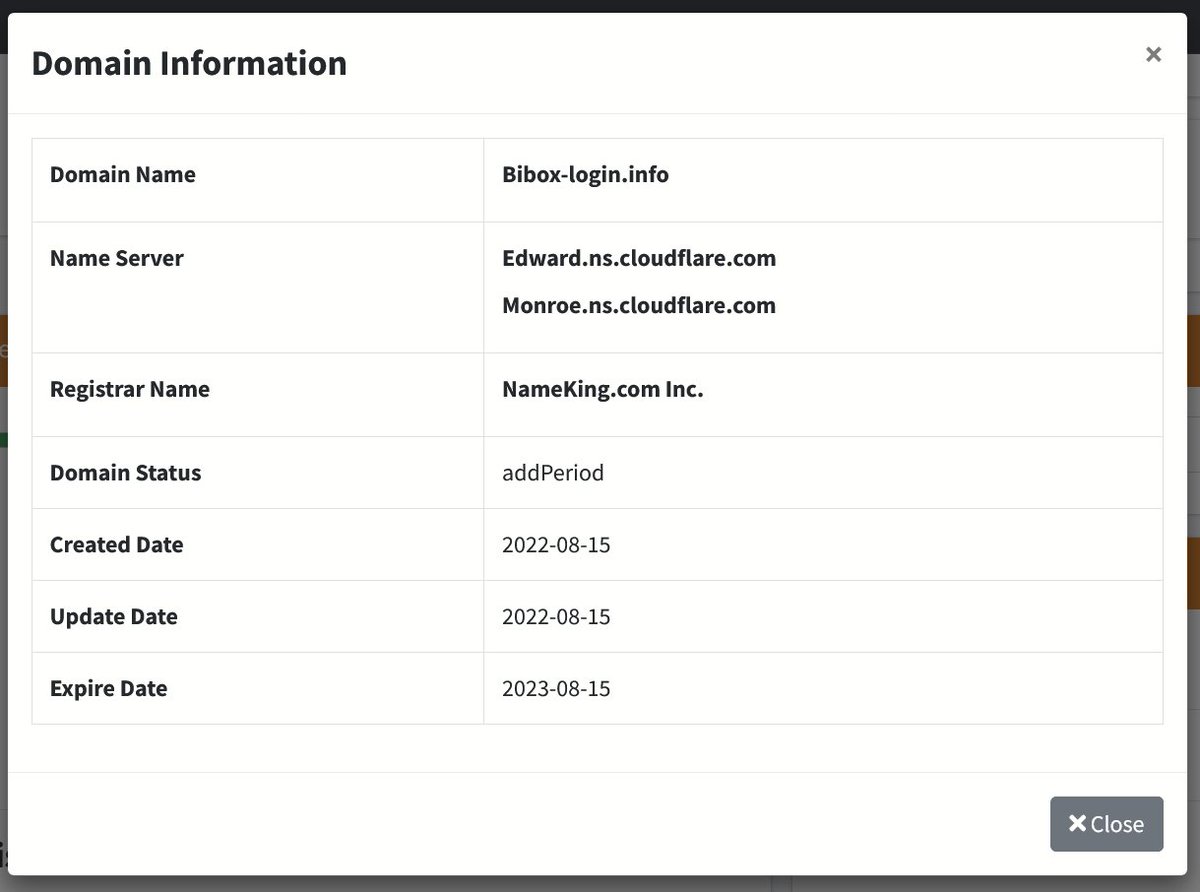 Domain Information
×
Domain Name Bibox-login.info
Name Server Edward.ns.cloudflare.com
Monroe.ns.cloudflare.com
Registrar Name NameKing.com Inc.
Domain Status addPeriod
Created Date 2022-08-15
Update Date 2022-08-15
Expire Date 2023-08-15
× Close